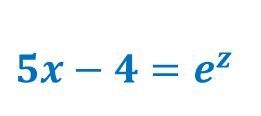 5x − 4 = e^z